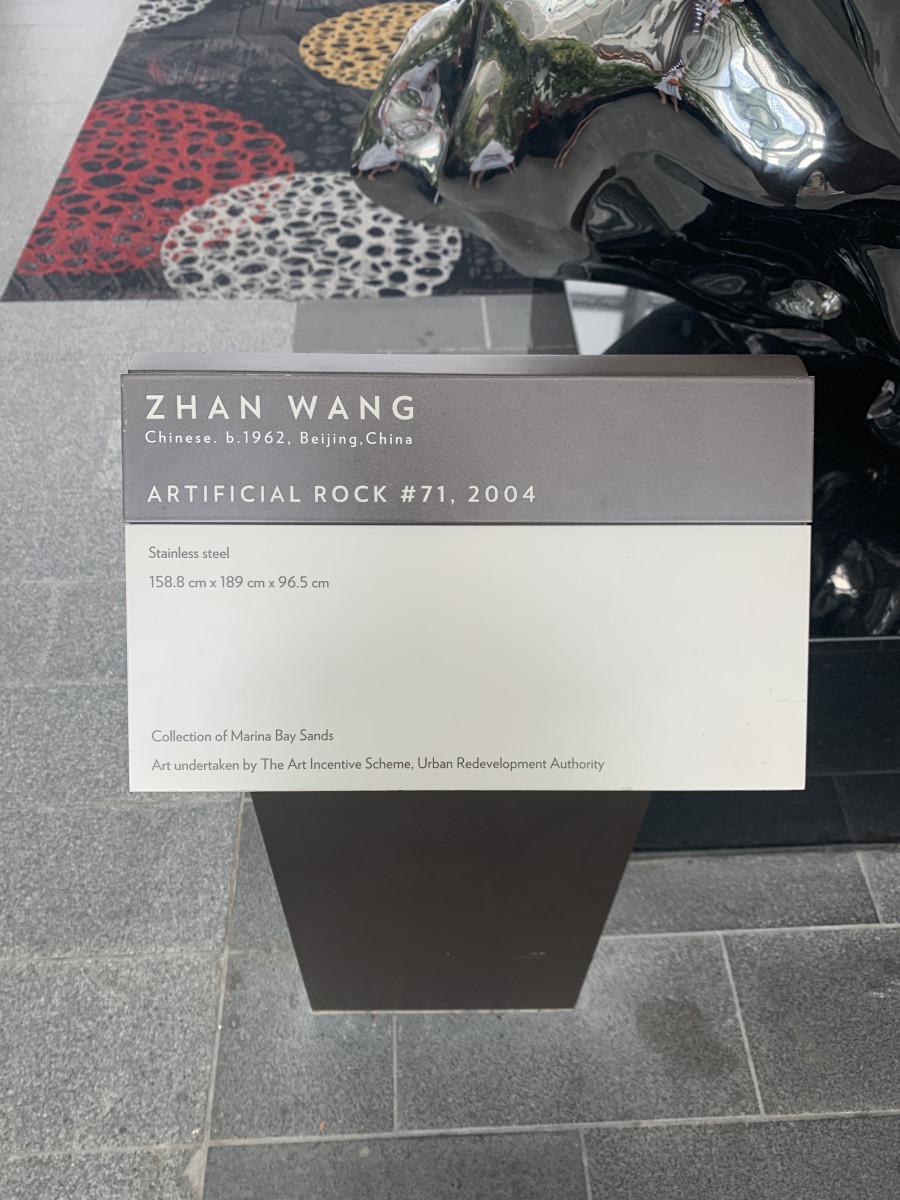 ZHAN WANG
Chinese. b.1962, Beijing,China
ARTIFICIAL ROCK #71, 2004
Stainless steel
158.8 cm x 189 cm x 96.5 cm
Collection of Marina Bay Sands
Art undertaken by The Art Incentive Scheme, Urban Redevelopment Authority